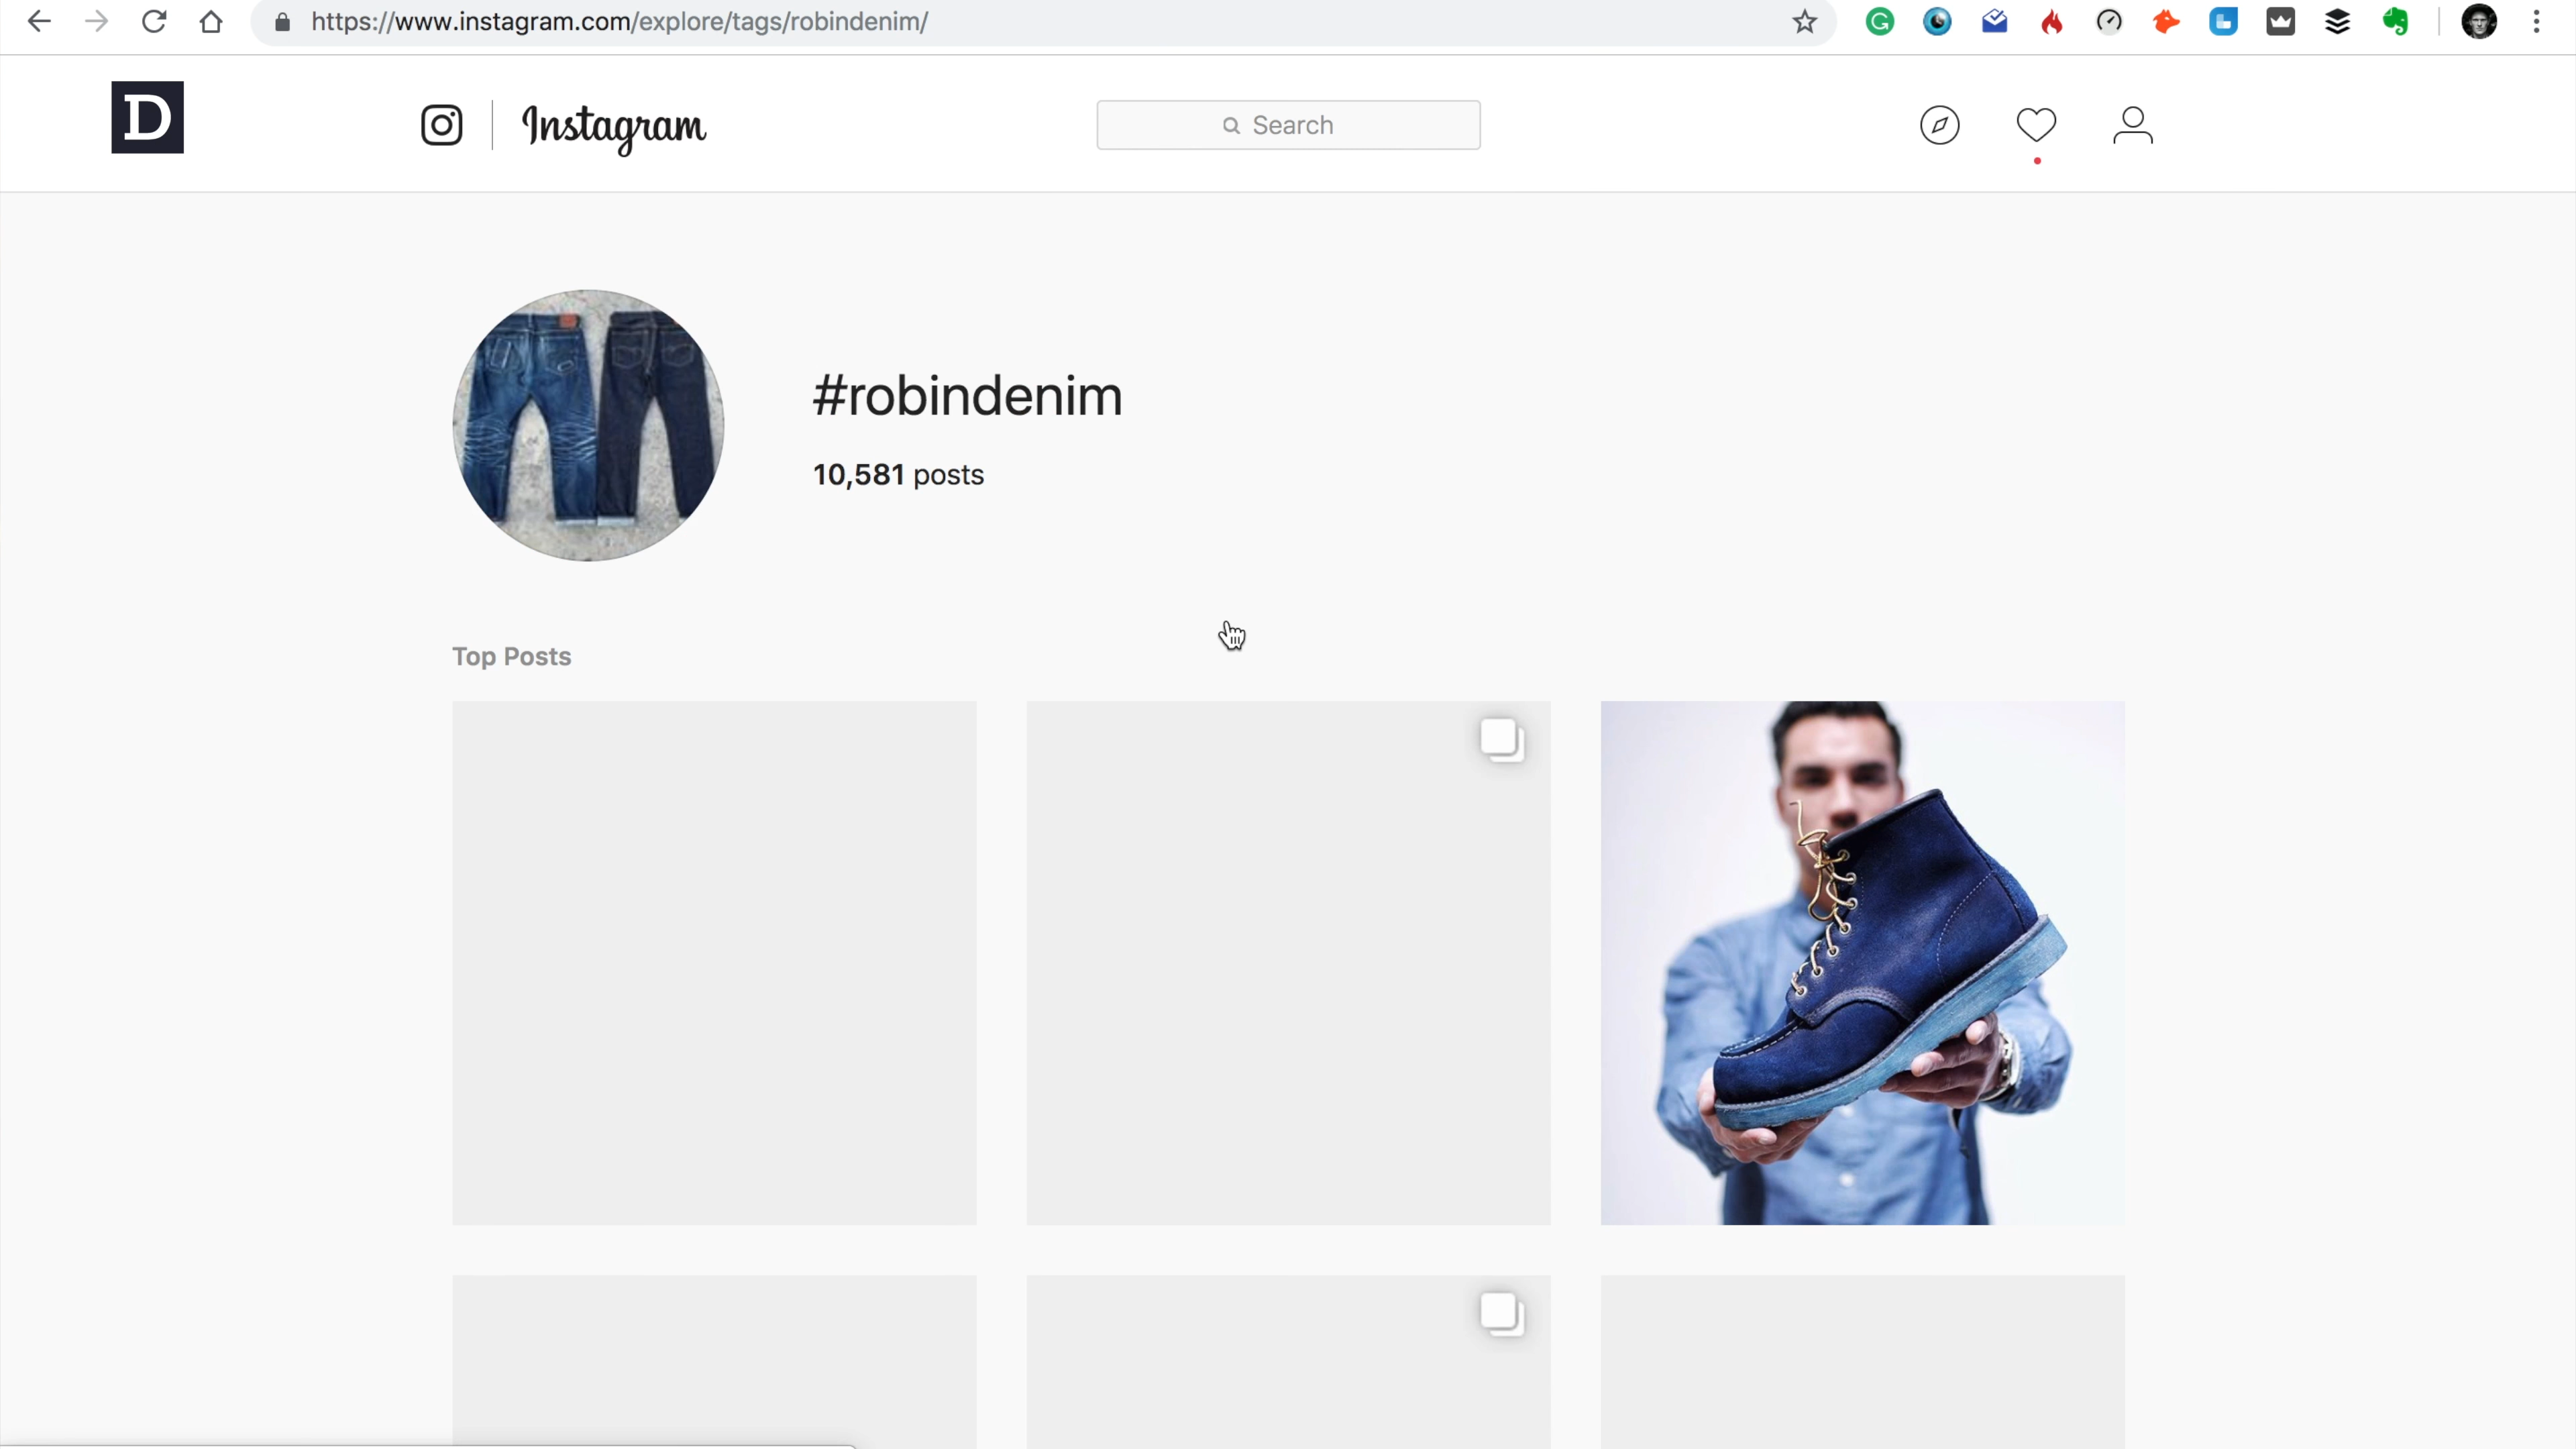 https://www.instagram.com/explore/tags/robindenim/
D
Instagram
Search
#robindenim
10,581 posts
Top Posts